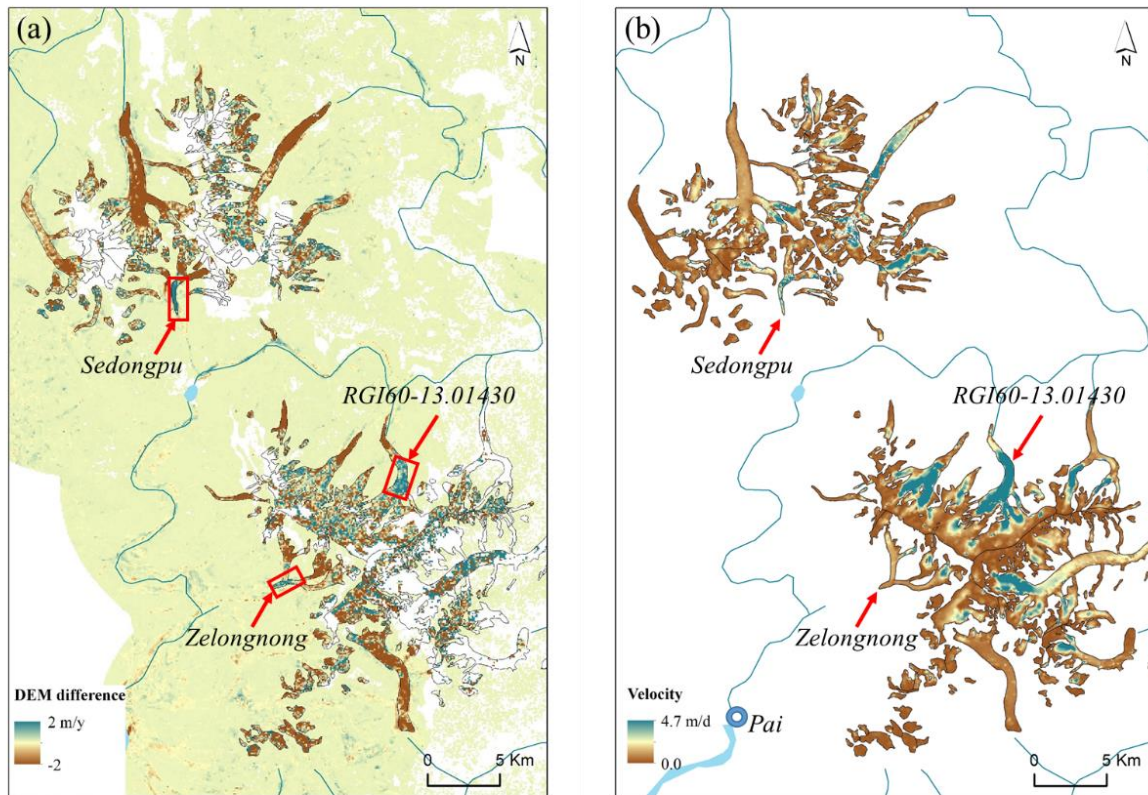 (a)
N
Sedongpu
RGI60-13.01430
Zelongnong
DEM difference
2 m/y
-2
0 5 Km
(b)
N
Sedongpu
RGI60-13.01430
Zelongnong
Pai
Velocity
4.7 m/d
0.0
0 5 Km